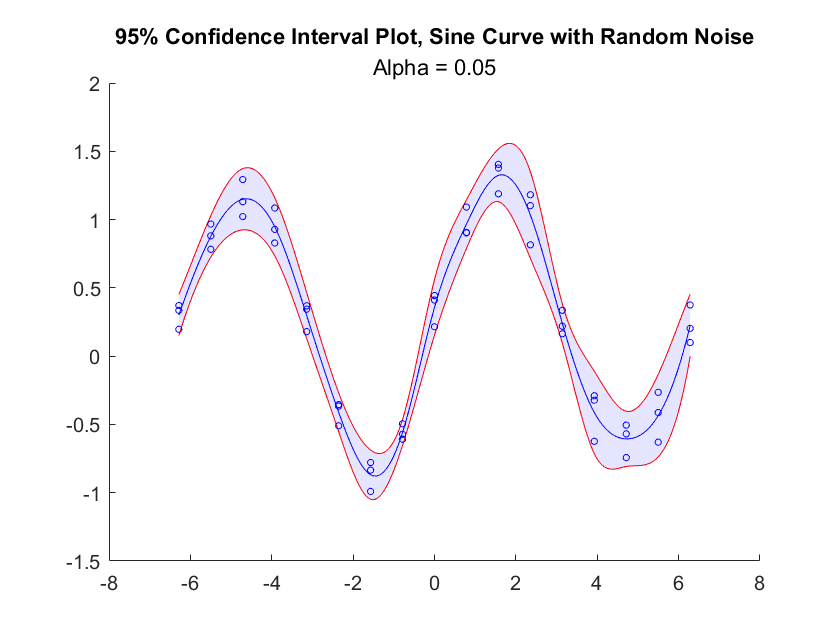 95% Confidence Interval Plot, Sine Curve with Random Noise
Alpha = 0.05
2
1.5
1
0.5
0
-0.5
-1
-1.5
-8 -6 -4 -2 0 2 4 6 8